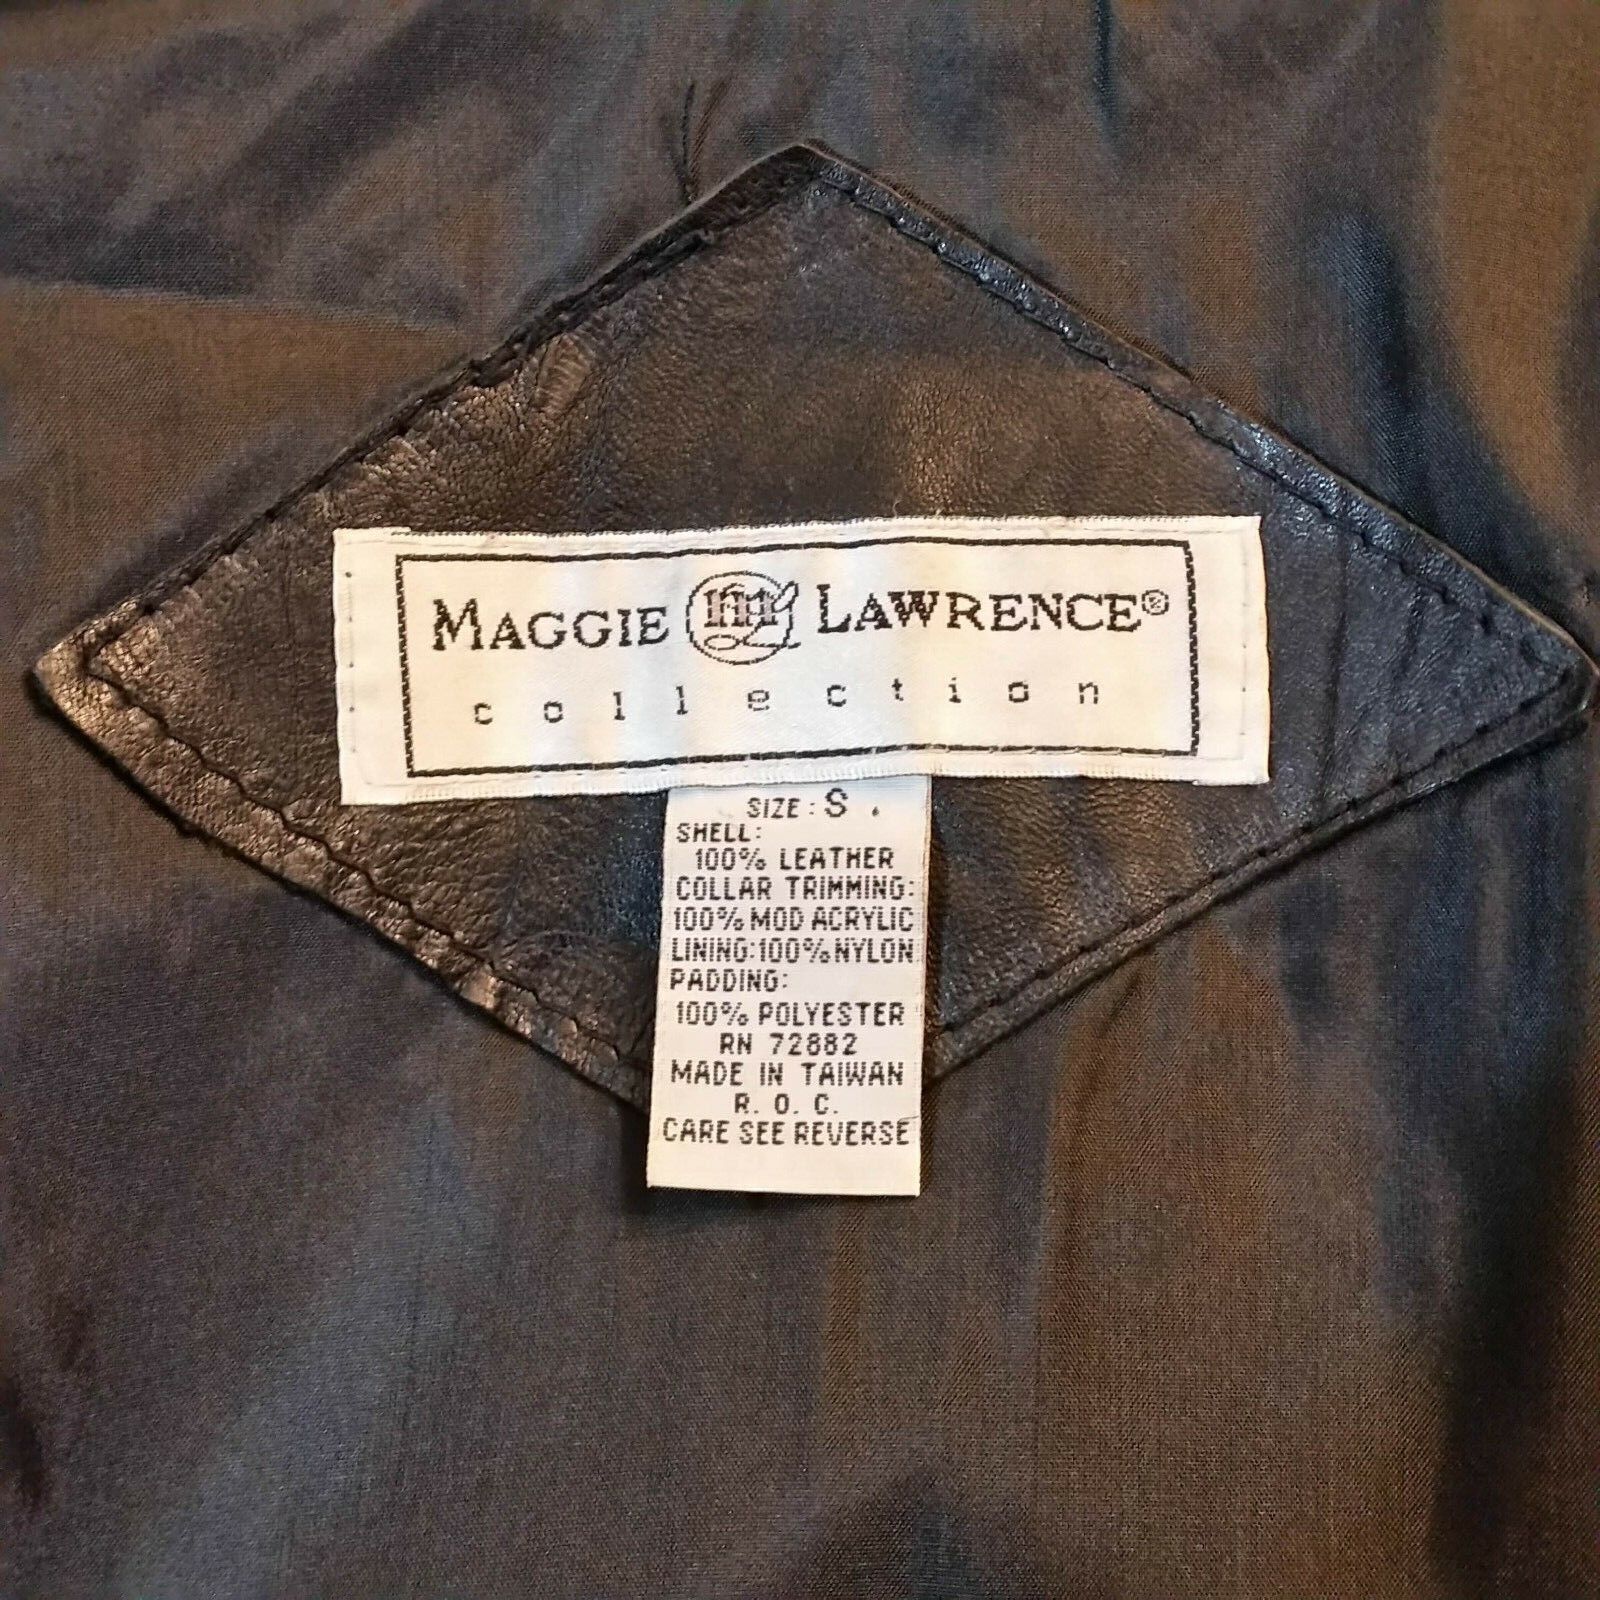 MAGGIE mL LAWRENCE®
collection
SIZE: S.
SHELL:
100% LEATHER
COLLAR TRIMMING:
100% MOD ACRYLIC
LINING:100% NYLON
PADDING:
100% POLYESTER
RN 72882
MADE IN TAIWAN
R. O. C.
CARE SEE REVERSE